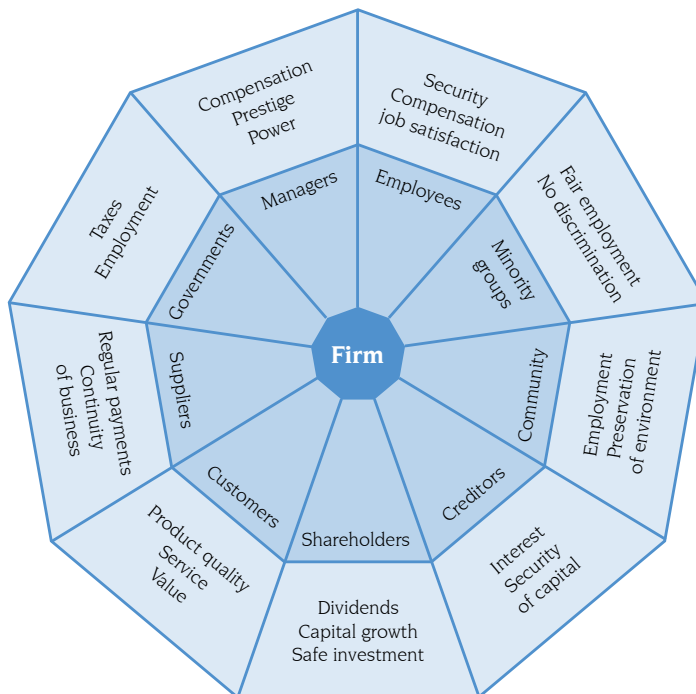 Compensation
Prestige
Power
Security
Compensation
job satisfaction
Managers
Employees
Taxes
Employment
Governments
Minority
groups
Fair employment
No discrimination
Firm
Regular payments
Continuity
of business
Suppliers
Community
Employment
Preservation
of environment
Customers
Shareholders
Creditors
Product quality
Service
Value
Dividends
Capital growth
Safe investment
Interest
Security
of capital